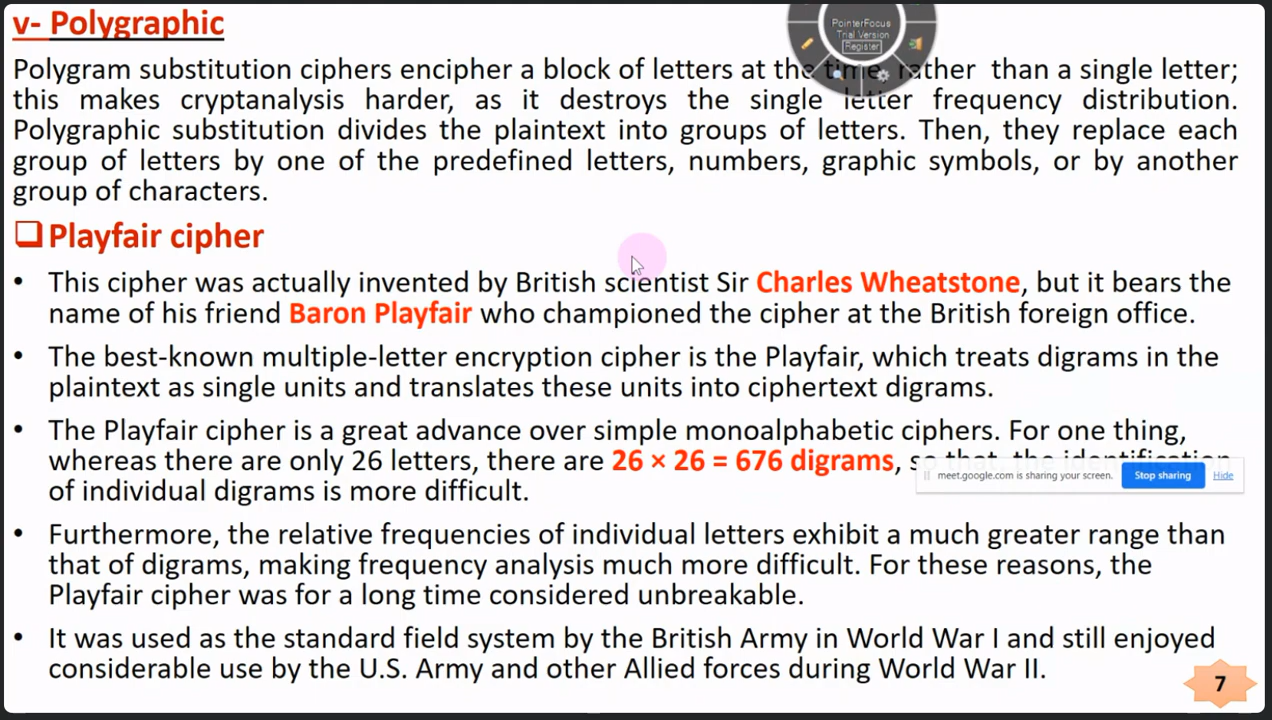 v- Polygraphic
PointerFocus
Trial Version
Register
Polygram substitution ciphers encipher a block of letters at the time, rather than a single letter;
this makes cryptanalysis harder, as it destroys the single letter frequency distribution.
Polygraphic substitution divides the plaintext into groups of letters. Then, they replace each
group of letters by one of the predefined letters, numbers, graphic symbols, or by another
group of characters.
Playfair cipher
• This cipher was actually invented by British scientist Sir Charles Wheatstone, but it bears the
name of his friend Baron Playfair who championed the cipher at the British foreign office.
• The best-known multiple-letter encryption cipher is the Playfair, which treats digrams in the
plaintext as single units and translates these units into ciphertext digrams.
• The Playfair cipher is a great advance over simple monoalphabetic ciphers. For one thing,
whereas there are only 26 letters, there are 26 × 26 = 676 digrams, so that, the identification
meet.google.com is sharing your screen. Stop sharing Hide
of individual digrams is more difficult.
• Furthermore, the relative frequencies of individual letters exhibit a much greater range than
that of digrams, making frequency analysis much more difficult. For these reasons, the
Playfair cipher was for a long time considered unbreakable.
• It was used as the standard field system by the British Army in World War I and still enjoyed
considerable use by the U.S. Army and other Allied forces during World War II.
7